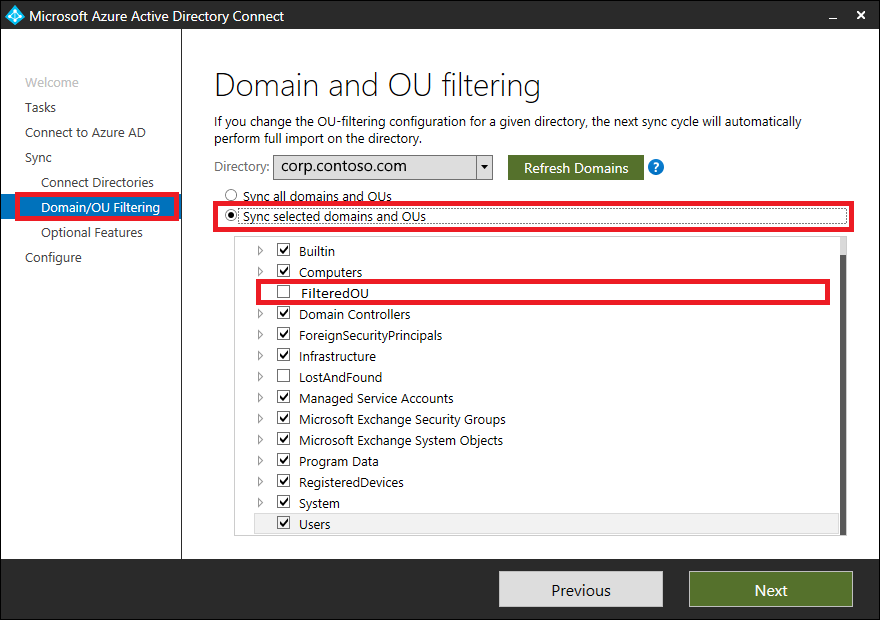 Microsoft Azure Active Directory Connect
Welcome
Tasks
Connect to Azure AD
Sync
Connect Directories
Domain/OU Filtering
Optional Features
Configure
Domain and OU filtering
If you change the OU-filtering configuration for a given directory, the next sync cycle will automatically
perform full import on the directory.
Directory: corp.contoso.com Refresh Domains ?
Sync all domains and OUs
Sync selected domains and OUs
Builtin
Computers
FilteredOU
Domain Controllers
ForeignSecurityPrincipals
Infrastructure
LostAndFound
Managed Service Accounts
Microsoft Exchange Security Groups
Microsoft Exchange System Objects
Program Data
RegisteredDevices
System
Users
Previous Next